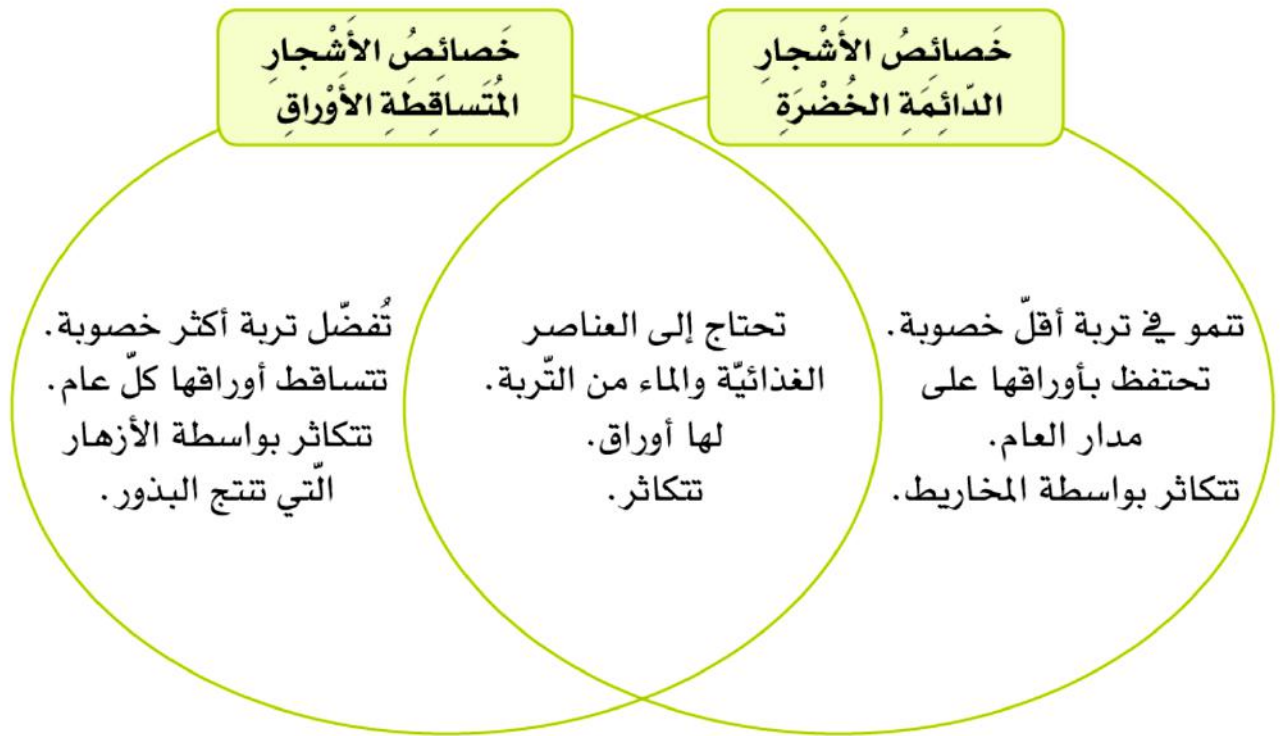 خَصائصُ الأَشْجارِ
الدّائِمَةِ الخُضْرَةِ
خَصائصُ الأَشْجارِ
المُتَساقِطَةِ الأَوْراقِ
تنمو في تربة أقلّ خصوبة.
تحتفظ بأوراقها على
مدار العام.
تتكاثر بواسطة المخاريط.
تحتاج إلى العناصر
الغذائيّة والماء من التّربة.
لها أوراق.
تتكاثر.
تُفضّل تربة أكثر خصوبة.
تتساقط أوراقها كلّ عام.
تتكاثر بواسطة الأزهار
الّتي تنتج البذور.